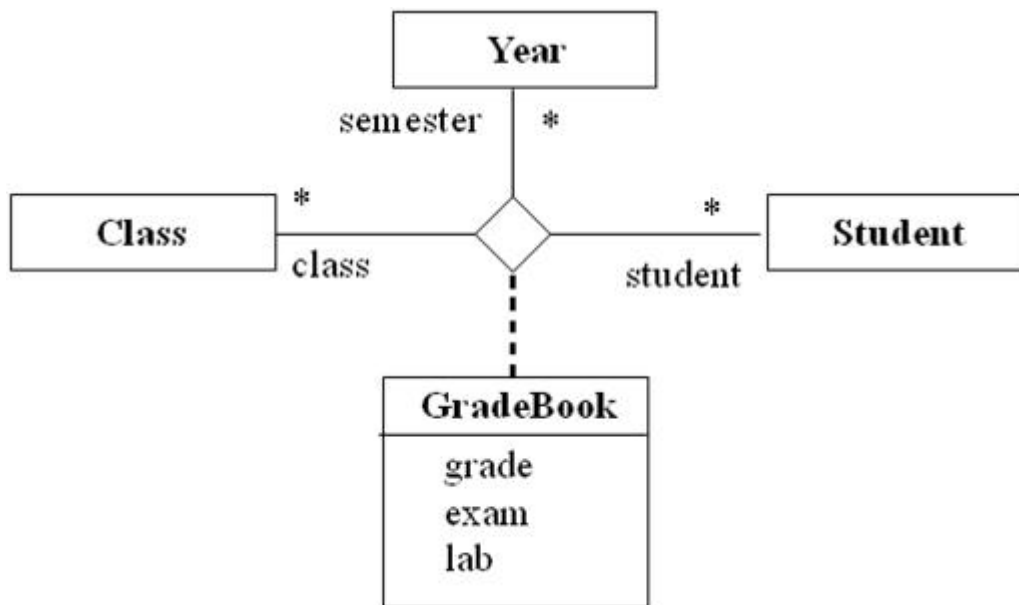 Year
semester *
* *
Class Student
class student
GradeBook
grade
exam
lab